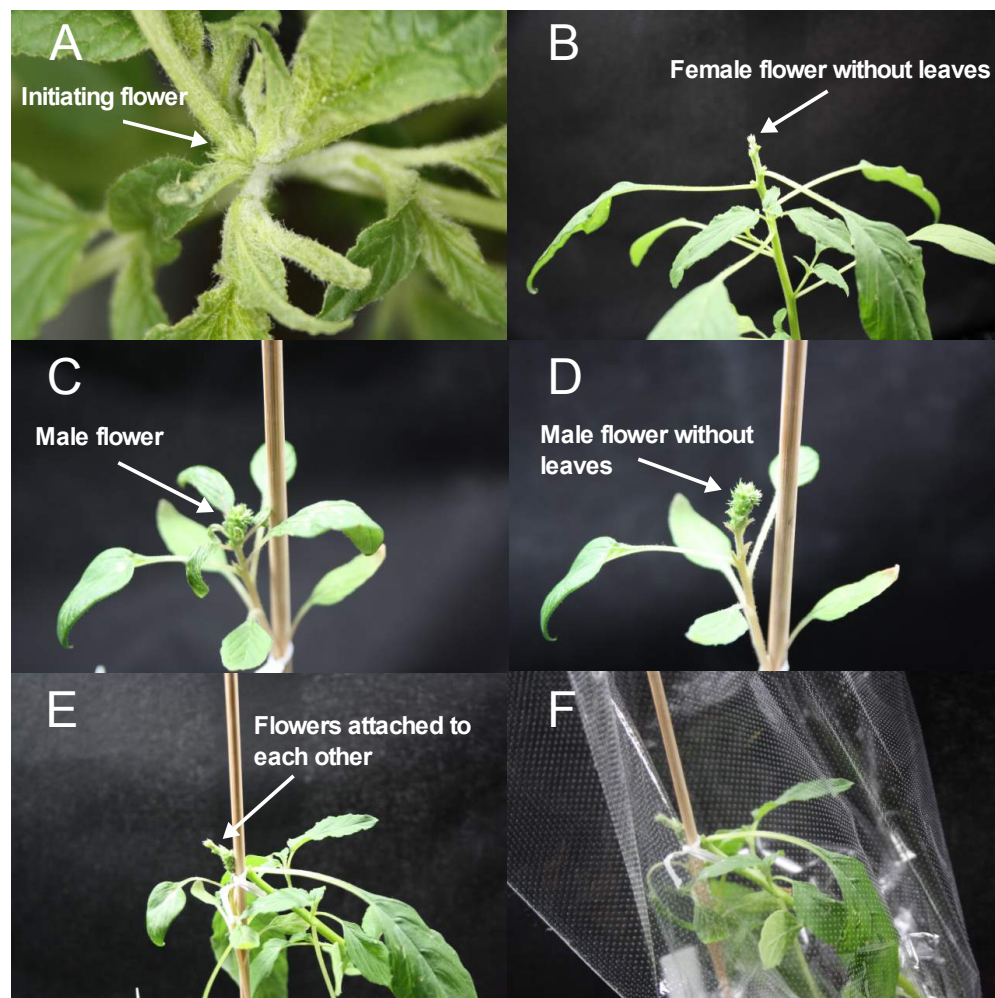 A
Initiating flower
B
Female flower without leaves
C
Male flower
D
Male flower without
leaves
E
Flowers attached to
each other
F